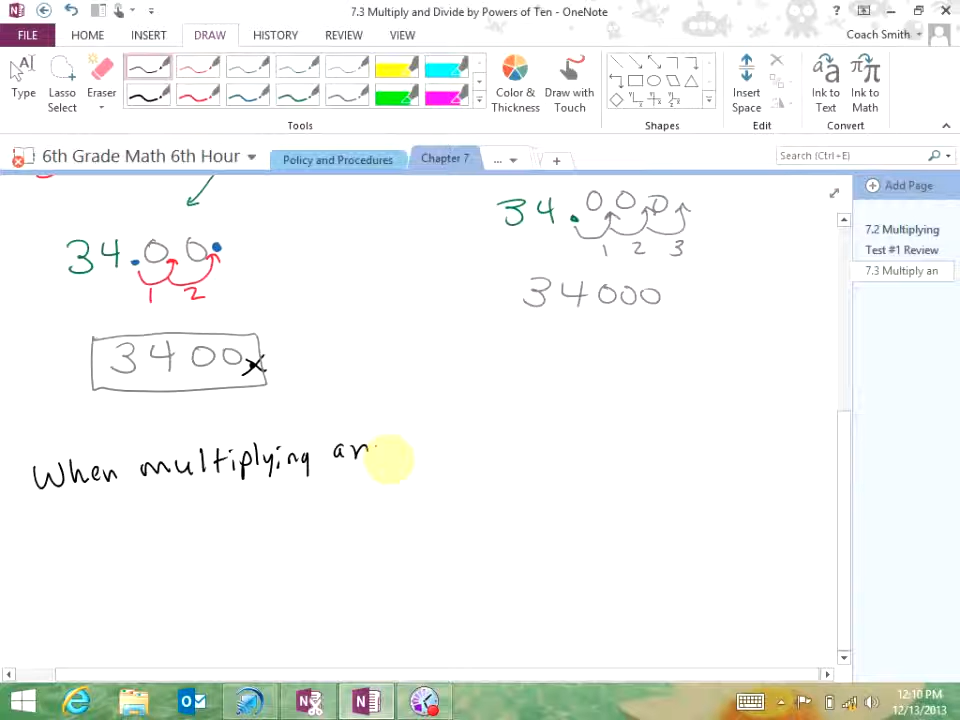 7.3 Multiply and Divide by Powers of Ten - OneNote
FILE HOME INSERT DRAW HISTORY REVIEW VIEW
Coach Smith
Type
Lasso Select
Eraser
Color & Thickness
Draw with Touch
Insert Space
Ink to Text
Ink to Math
Tools
Shapes
Edit
Convert
6th Grade Math 6th Hour
Policy and Procedures
Chapter 7
...
Search (Ctrl+E)
Add Page
7.2 Multiplying
Test #1 Review
7.3 Multiply an
34.00.
1 2
3400
34.000
1 2 3
34000
When multiplying an
12:10 PM
12/13/2013